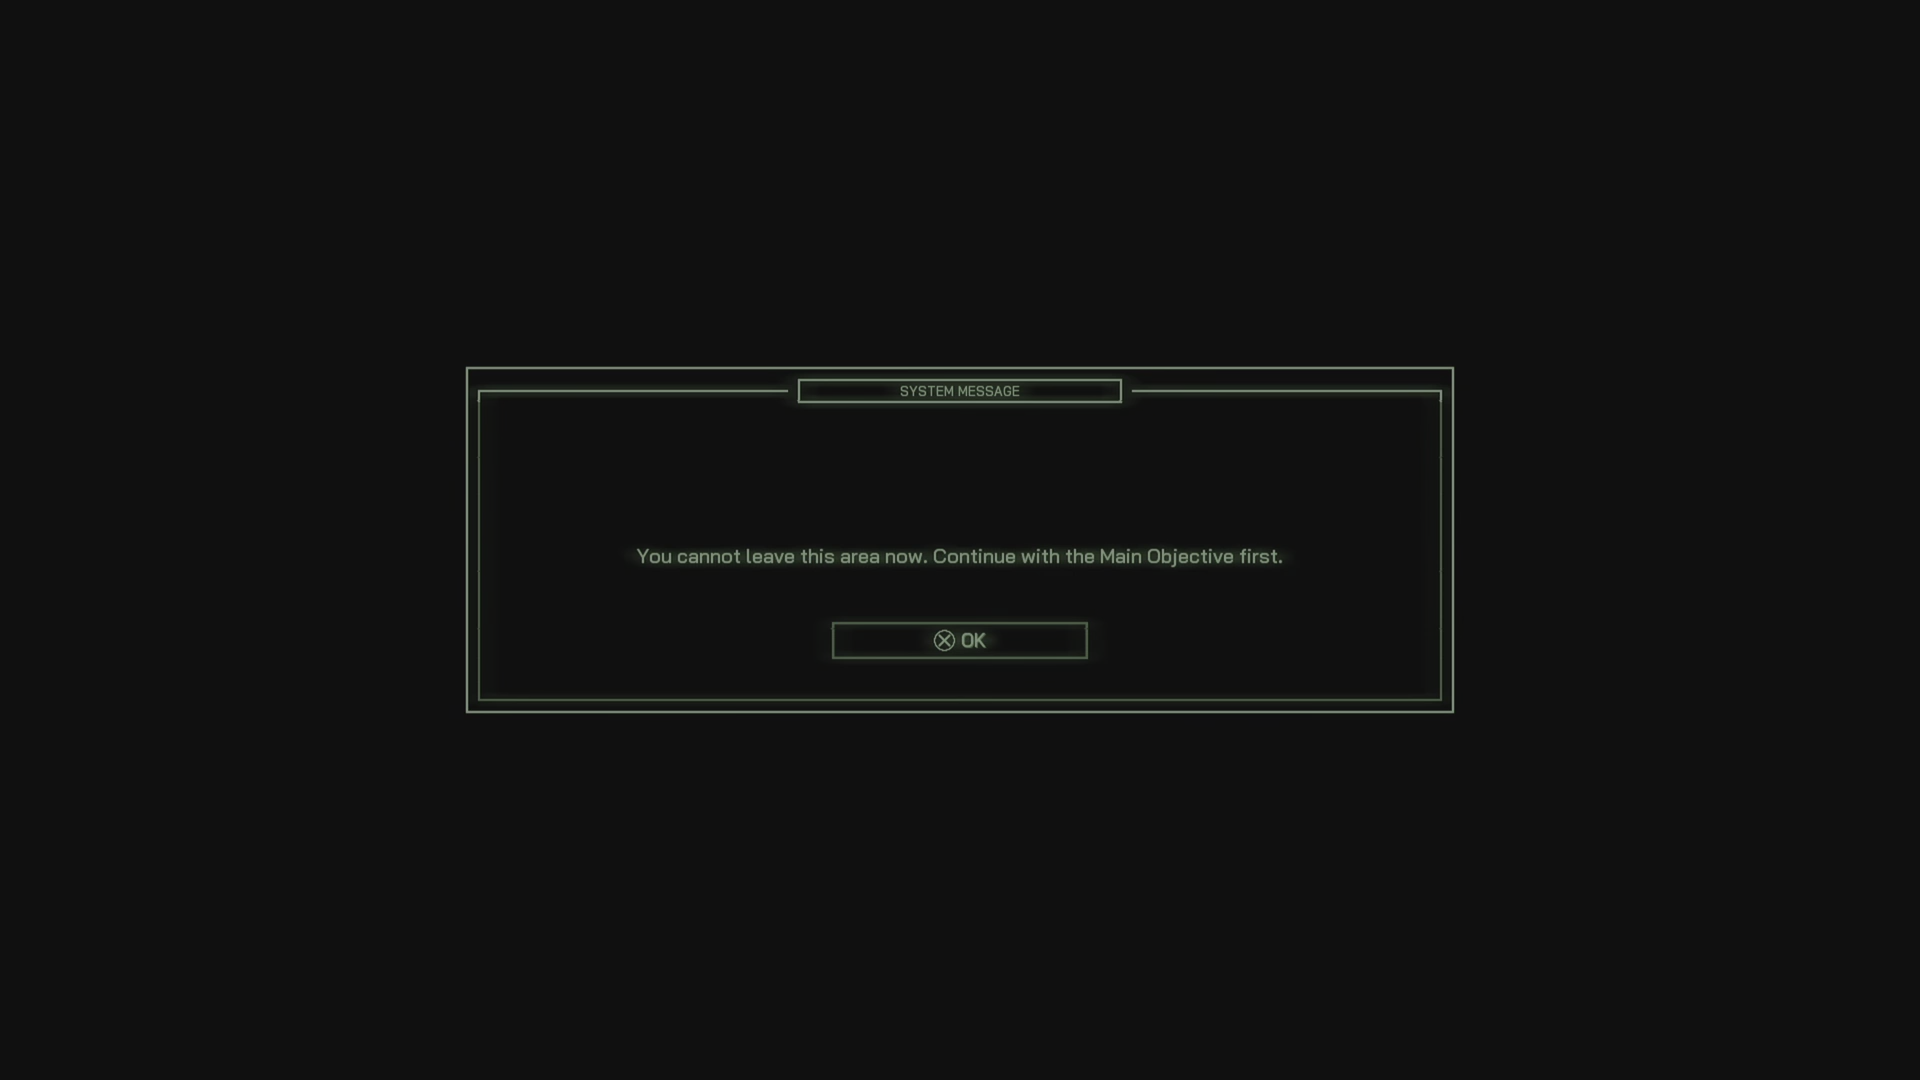 SYSTEM MESSAGE
You cannot leave this area now. Continue with the Main Objective first.
OK